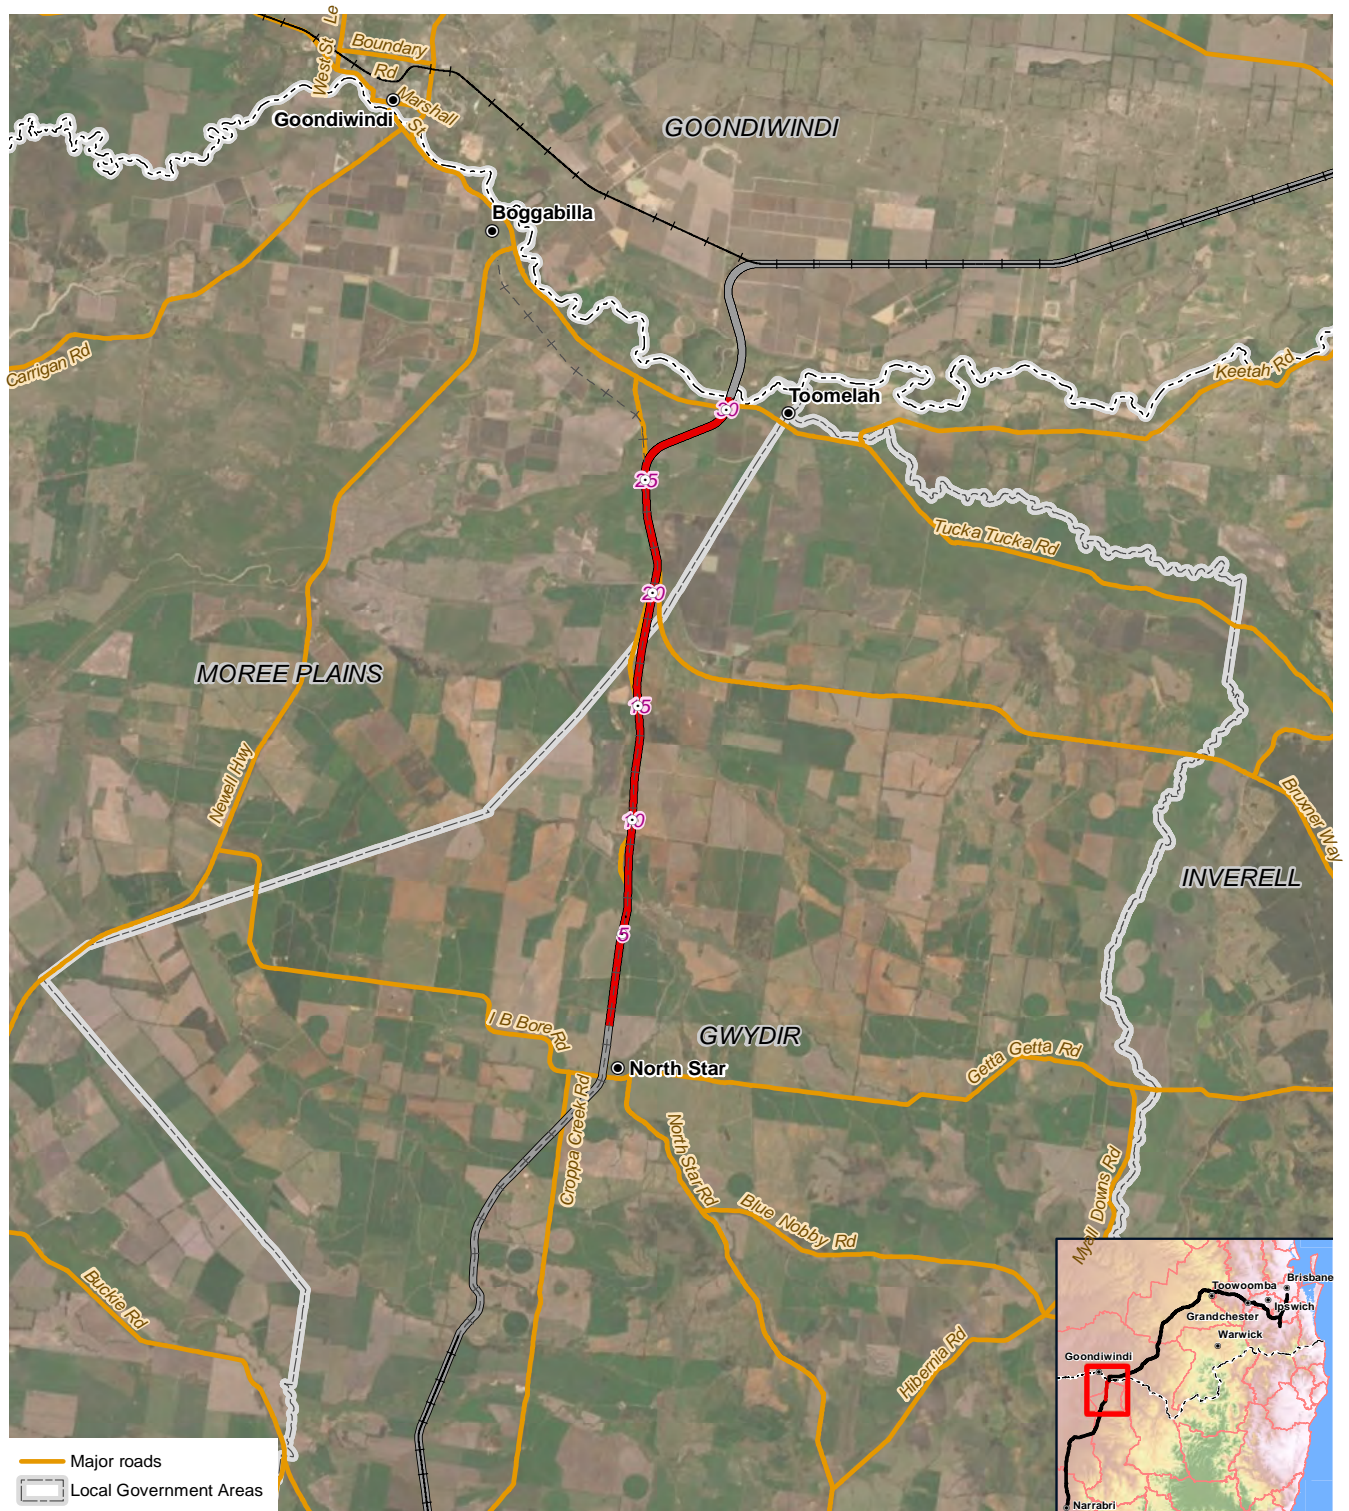 Le
West St
Boundary
Rd
Marshall
St
Goondiwindi
GOONDIWINDI
Boggabilla
Carrigan Rd
Keetah Rd
Toomelah
30
25
Tucka Tucka Rd
20
MOREE PLAINS
15
Newell Hwy
10
Bruxner Way
INVERELL
5
I B Bore Rd
GWYDIR
North Star
Getta Getta Rd
Croppa Creek Rd
North Star Rd
Blue Nobby Rd
Myall Downs Rd
Buckie Rd
Hibernia Rd
Brisbane
Toowoomba
Ipswich
Grandchester
Warwick
Goondiwindi
Narrabri
Major roads
Local Government Areas